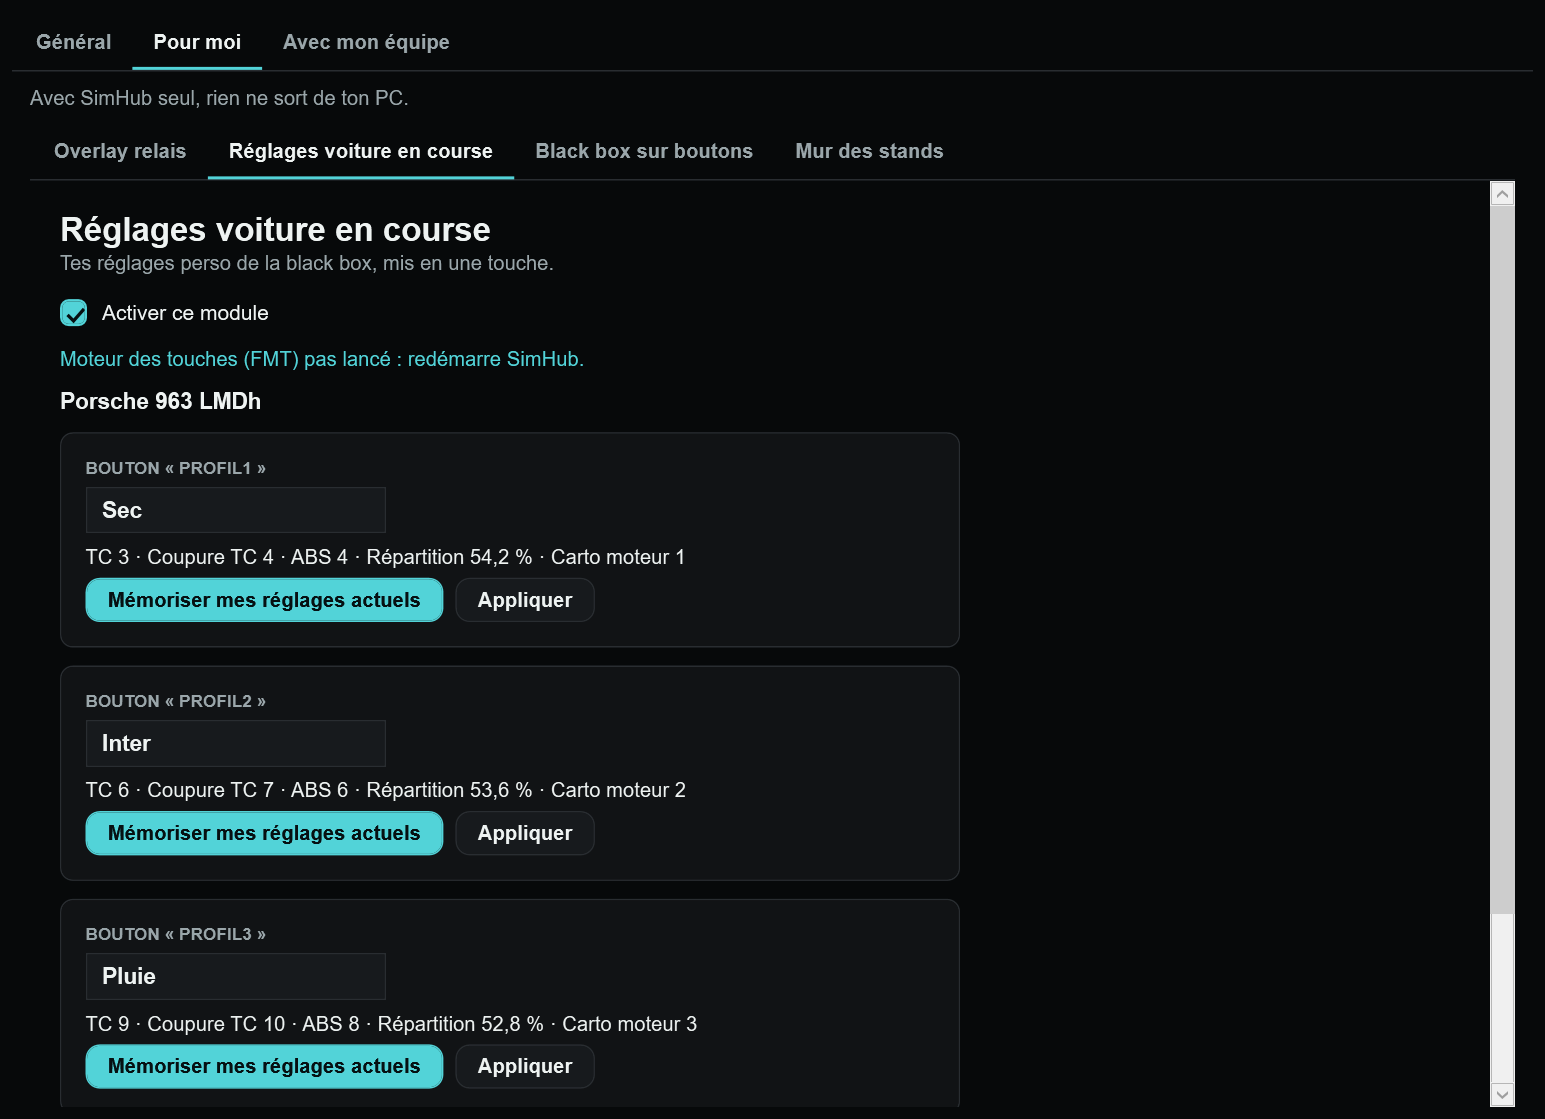 Général Pour moi Avec mon équipe
Avec SimHub seul, rien ne sort de ton PC.
Overlay relais Réglages voiture en course Black box sur boutons Mur des stands
Réglages voiture en course
Tes réglages perso de la black box, mis en une touche.
Activer ce module
Moteur des touches (FMT) pas lancé : redémarre SimHub.
Porsche 963 LMDh
BOUTON « PROFIL1 »
Sec
TC 3 · Coupure TC 4 · ABS 4 · Répartition 54,2 % · Carto moteur 1
Mémoriser mes réglages actuels Appliquer
BOUTON « PROFIL2 »
Inter
TC 6 · Coupure TC 7 · ABS 6 · Répartition 53,6 % · Carto moteur 2
Mémoriser mes réglages actuels Appliquer
BOUTON « PROFIL3 »
Pluie
TC 9 · Coupure TC 10 · ABS 8 · Répartition 52,8 % · Carto moteur 3
Mémoriser mes réglages actuels Appliquer